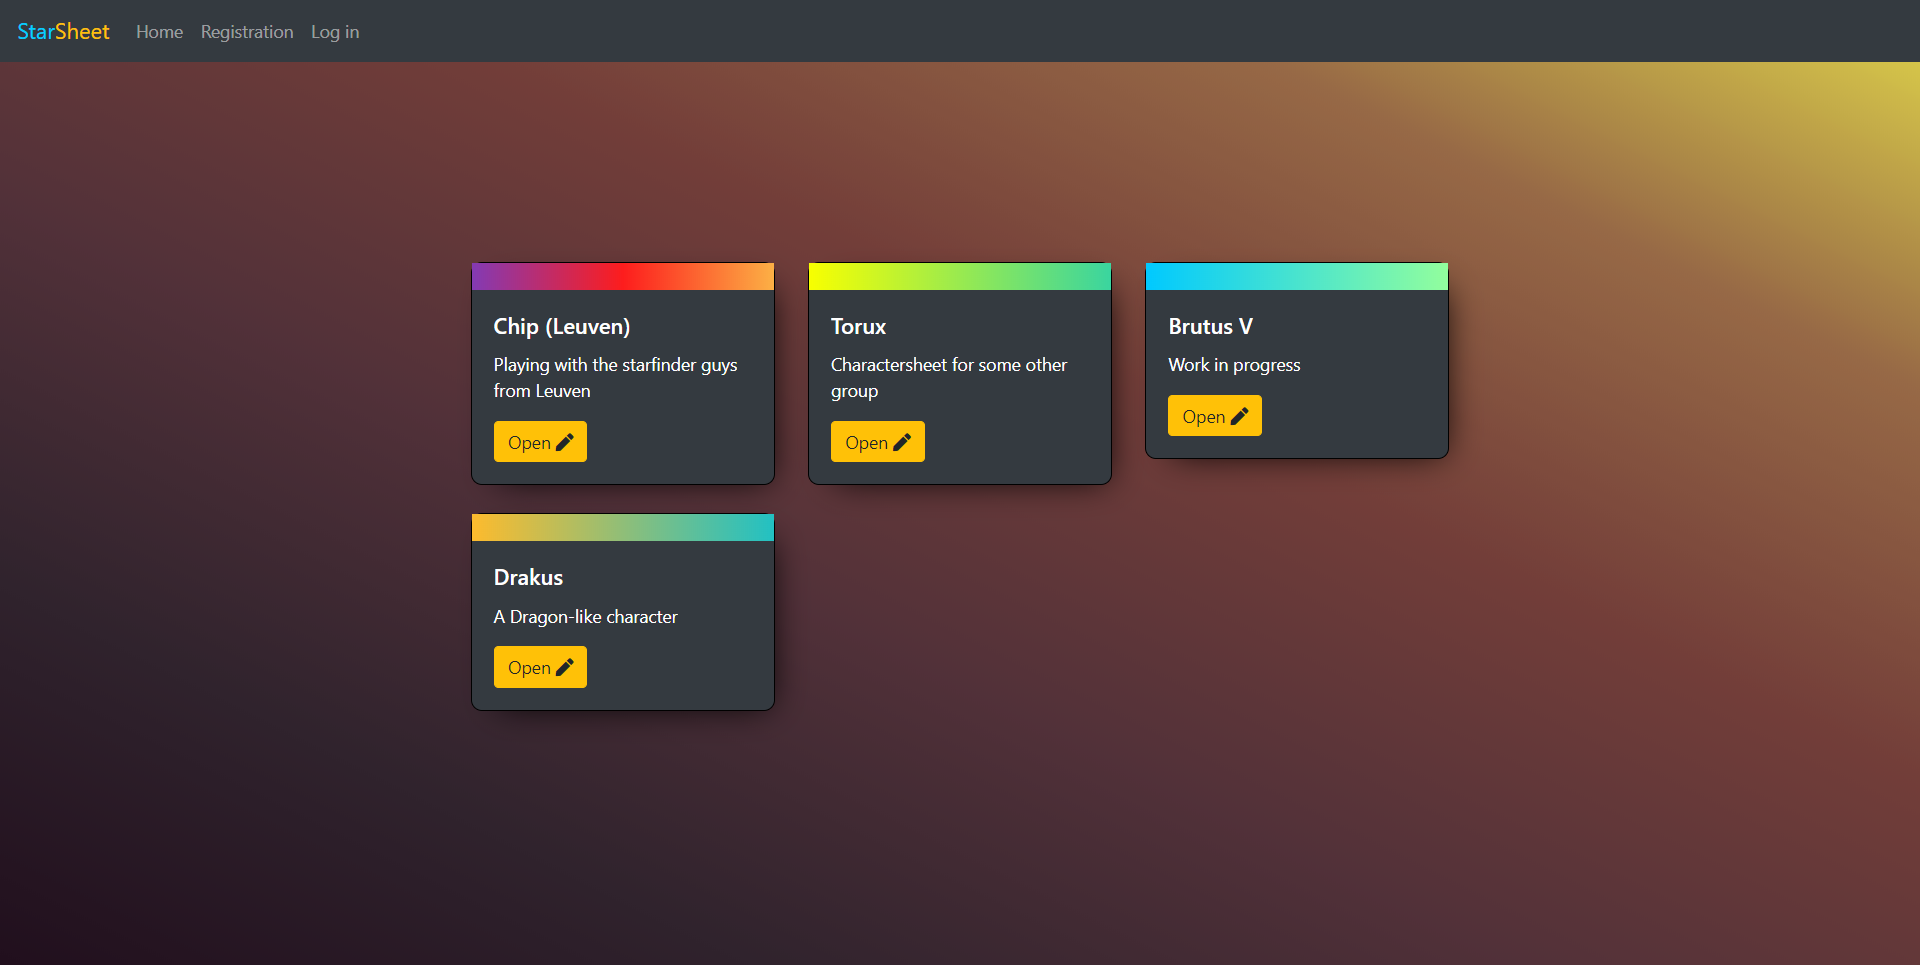 StarSheet Home Registration Log in
Chip (Leuven)
Playing with the starfinder guys
from Leuven
Open
Torux
Charactersheet for some other
group
Open
Brutus V
Work in progress
Open
Drakus
A Dragon-like character
Open